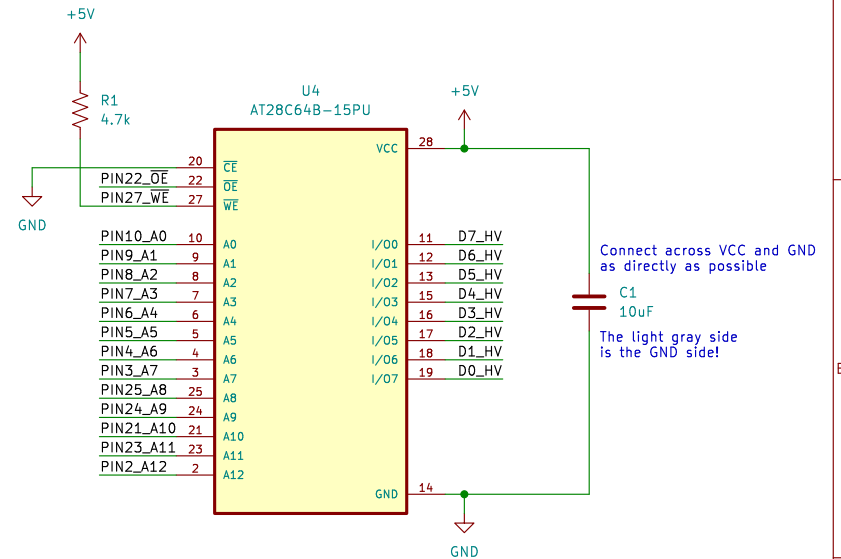 +5V
R1
4.7k
GND
U4
AT28C64B-15PU
+5V
20 CE
PIN22_OE 22 OE
PIN27_WE 27 WE
PIN10_A0 10 A0
PIN9_A1 9 A1
PIN8_A2 8 A2
PIN7_A3 7 A3
PIN6_A4 6 A4
PIN5_A5 5 A5
PIN4_A6 4 A6
PIN3_A7 3 A7
PIN25_A8 25 A8
PIN24_A9 24 A9
PIN21_A10 21 A10
PIN23_A11 23 A11
PIN2_A12 2 A12
VCC 28
I/O0 11 D7_HV
I/O1 12 D6_HV
I/O2 13 D5_HV
I/O3 15 D4_HV
I/O4 16 D3_HV
I/O5 17 D2_HV
I/O6 18 D1_HV
I/O7 19 D0_HV
GND 14
GND
Connect across VCC and GND
as directly as possible
C1
10uF
The light gray side
is the GND side!